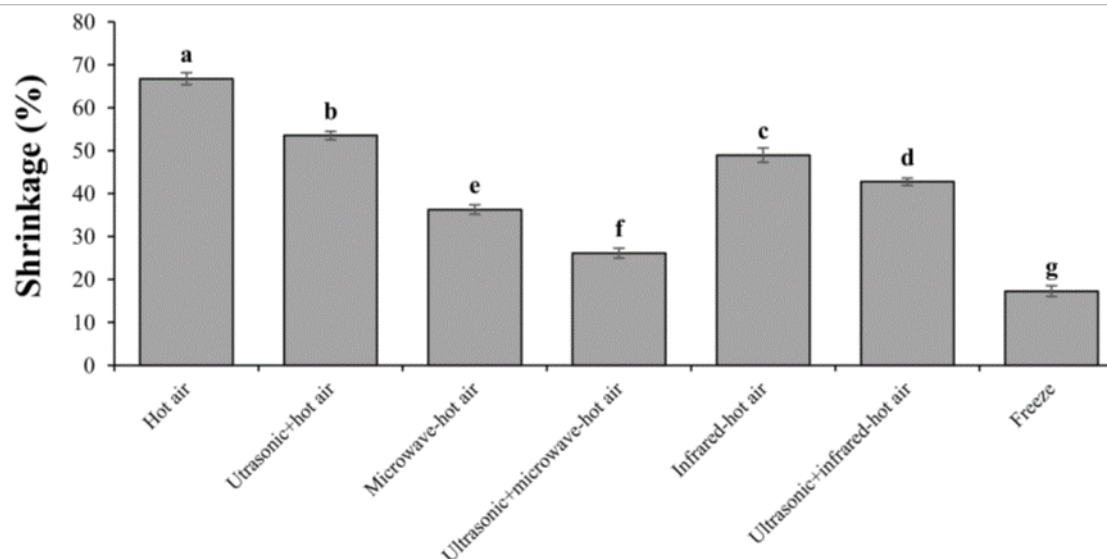 Shrinkage (%)
80
70
60
50
40
30
20
10
0
a
b
e
f
c
d
g
Hot air
Utrasonic+hot air
Microwave-hot air
Ultrasonic+microwave-hot air
Infrared-hot air
Ultrasonic+infrared-hot air
Freeze